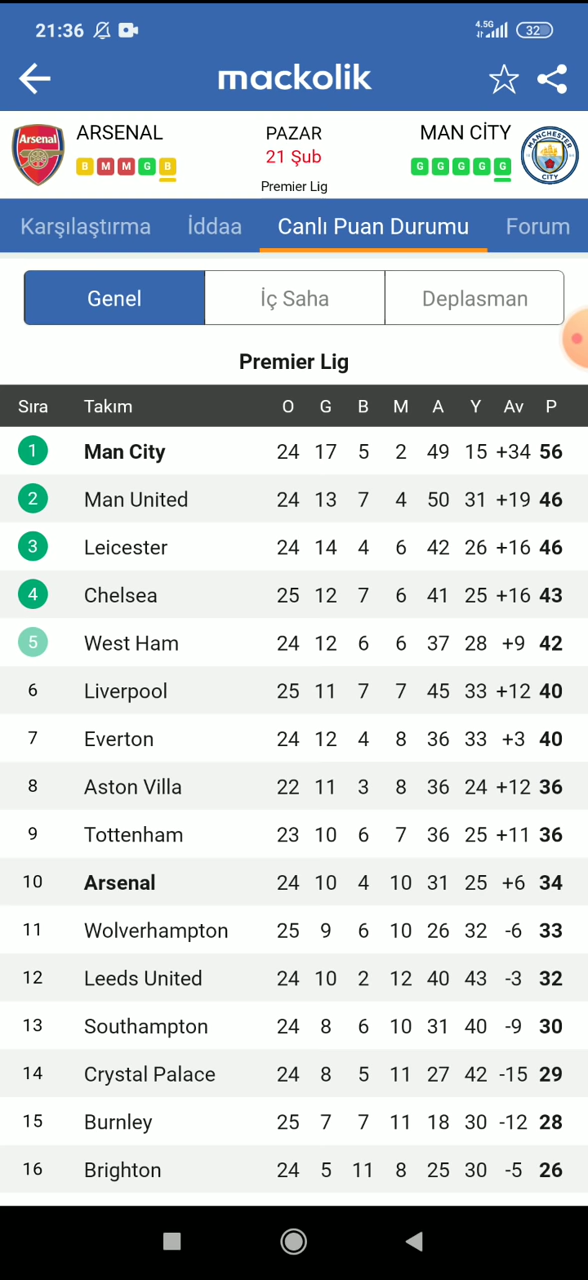 21:36 4.5G 32
mackolik
Arsenal ARSENAL PAZAR MAN CİTY MANCHESTER CITY
B M M G B 21 Şub G G G G G
Premier Lig
Karşılaştırma İddaa Canlı Puan Durumu Forum
Genel İç Saha Deplasman
Premier Lig
Sıra Takım O G B M A Y Av P
1 Man City 24 17 5 2 49 15 +34 56
2 Man United 24 13 7 4 50 31 +19 46
3 Leicester 24 14 4 6 42 26 +16 46
4 Chelsea 25 12 7 6 41 25 +16 43
5 West Ham 24 12 6 6 37 28 +9 42
6 Liverpool 25 11 7 7 45 33 +12 40
7 Everton 24 12 4 8 36 33 +3 40
8 Aston Villa 22 11 3 8 36 24 +12 36
9 Tottenham 23 10 6 7 36 25 +11 36
10 Arsenal 24 10 4 10 31 25 +6 34
11 Wolverhampton 25 9 6 10 26 32 -6 33
12 Leeds United 24 10 2 12 40 43 -3 32
13 Southampton 24 8 6 10 31 40 -9 30
14 Crystal Palace 24 8 5 11 27 42 -15 29
15 Burnley 25 7 7 11 18 30 -12 28
16 Brighton 24 5 11 8 25 30 -5 26